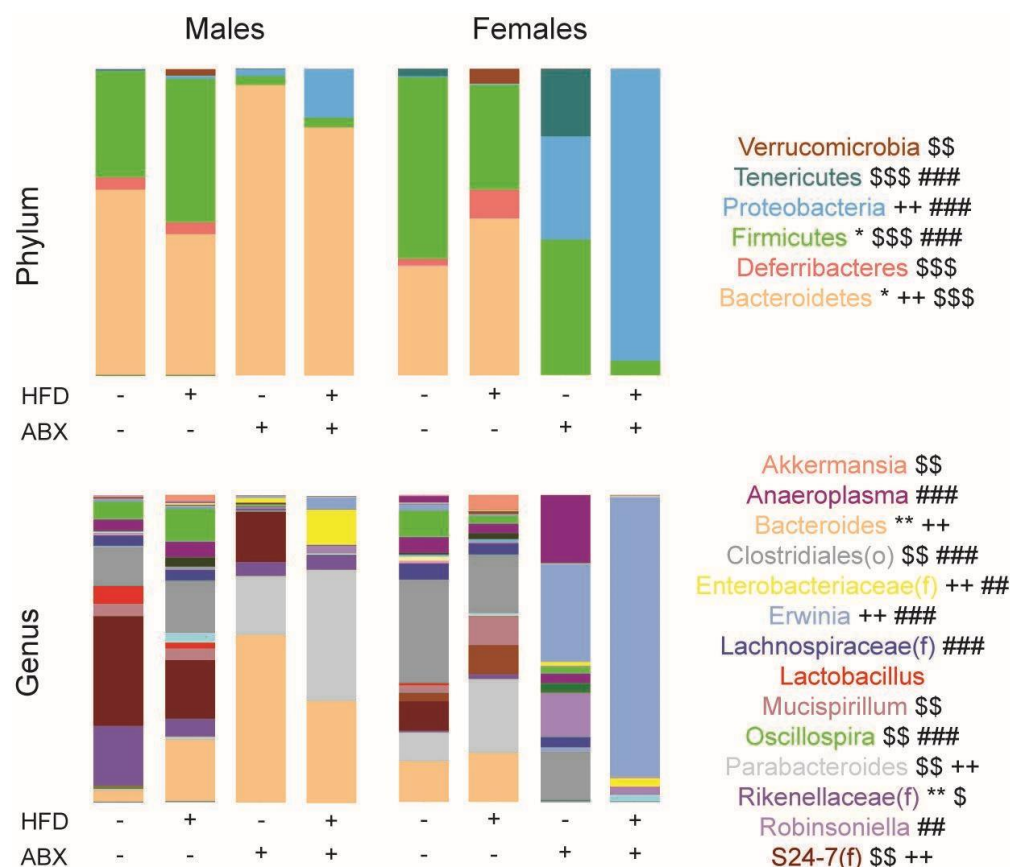 Males Females
Phylum
Verrucomicrobia $$
Tenericutes $$$ ###
Proteobacteria ++ ###
Firmicutes * $$$ ###
Deferribacteres $$$
Bacteroidetes * ++ $$$
HFD - + - + - + - +
ABX - - + + - - + +
Genus
Akkermansia $$
Anaeroplasma ###
Bacteroides ** ++
Clostridiales(o) $$ ###
Enterobacteriaceae(f) ++ ##
Erwinia ++ ###
Lachnospiraceae(f) ###
Lactobacillus
Mucispirillum $$
Oscillospira $$ ###
Parabacteroides $$ ++
Rikenellaceae(f) ** $
Robinsoniella ##
S24-7(f) $$ ++
HFD - + - + - + - +
ABX - - + + - - + +